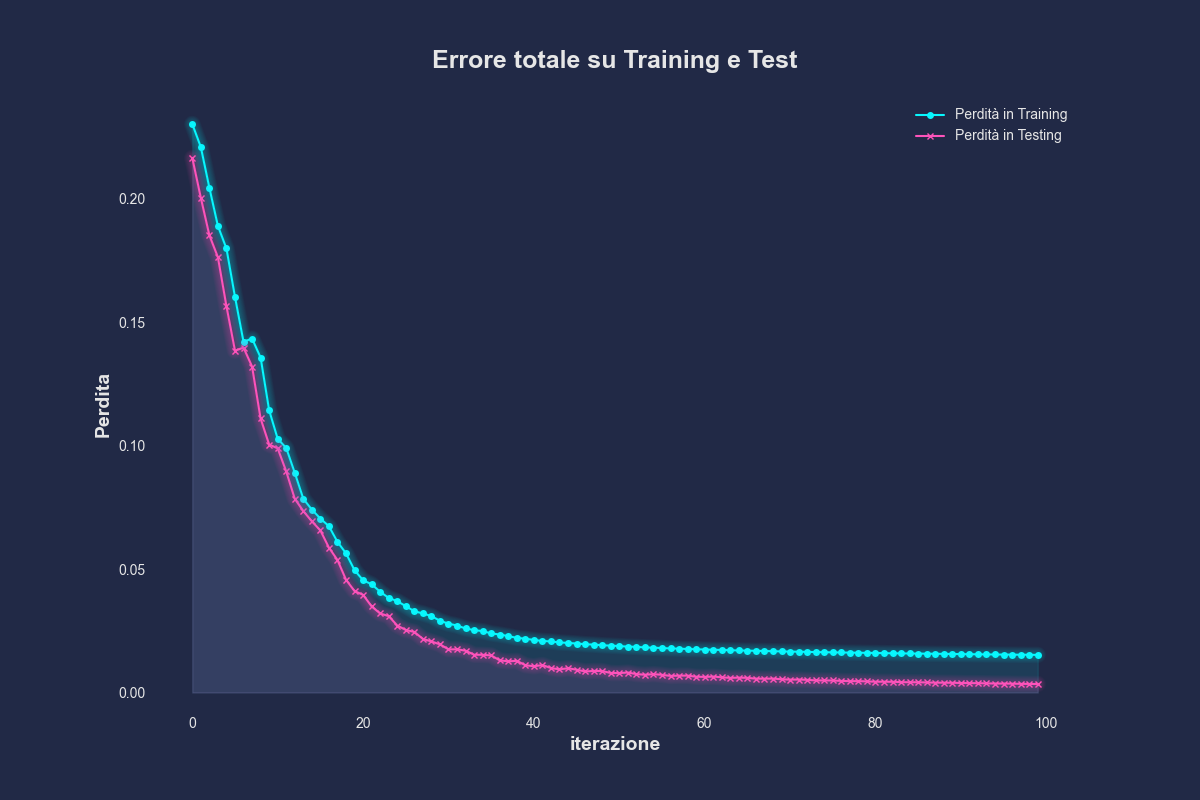 Errore totale su Training e Test
Perdità in Training
Perdità in Testing
0.20
0.15
0.10
0.05
0.00
Perdita
0 20 40 60 80 100
iterazione